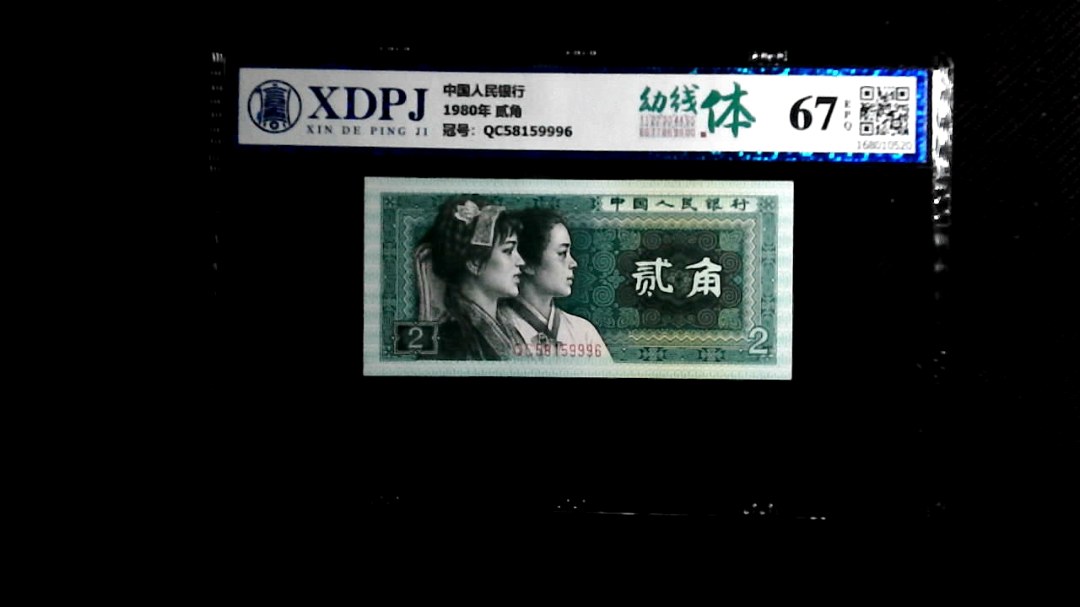 XDPJ
XIN DE PING JI
中国人民银行
1980年 贰角
冠号: QC58159996
幼线体
67
EPQ
168010520
中国人民银行
贰角
2
2
QC58159996